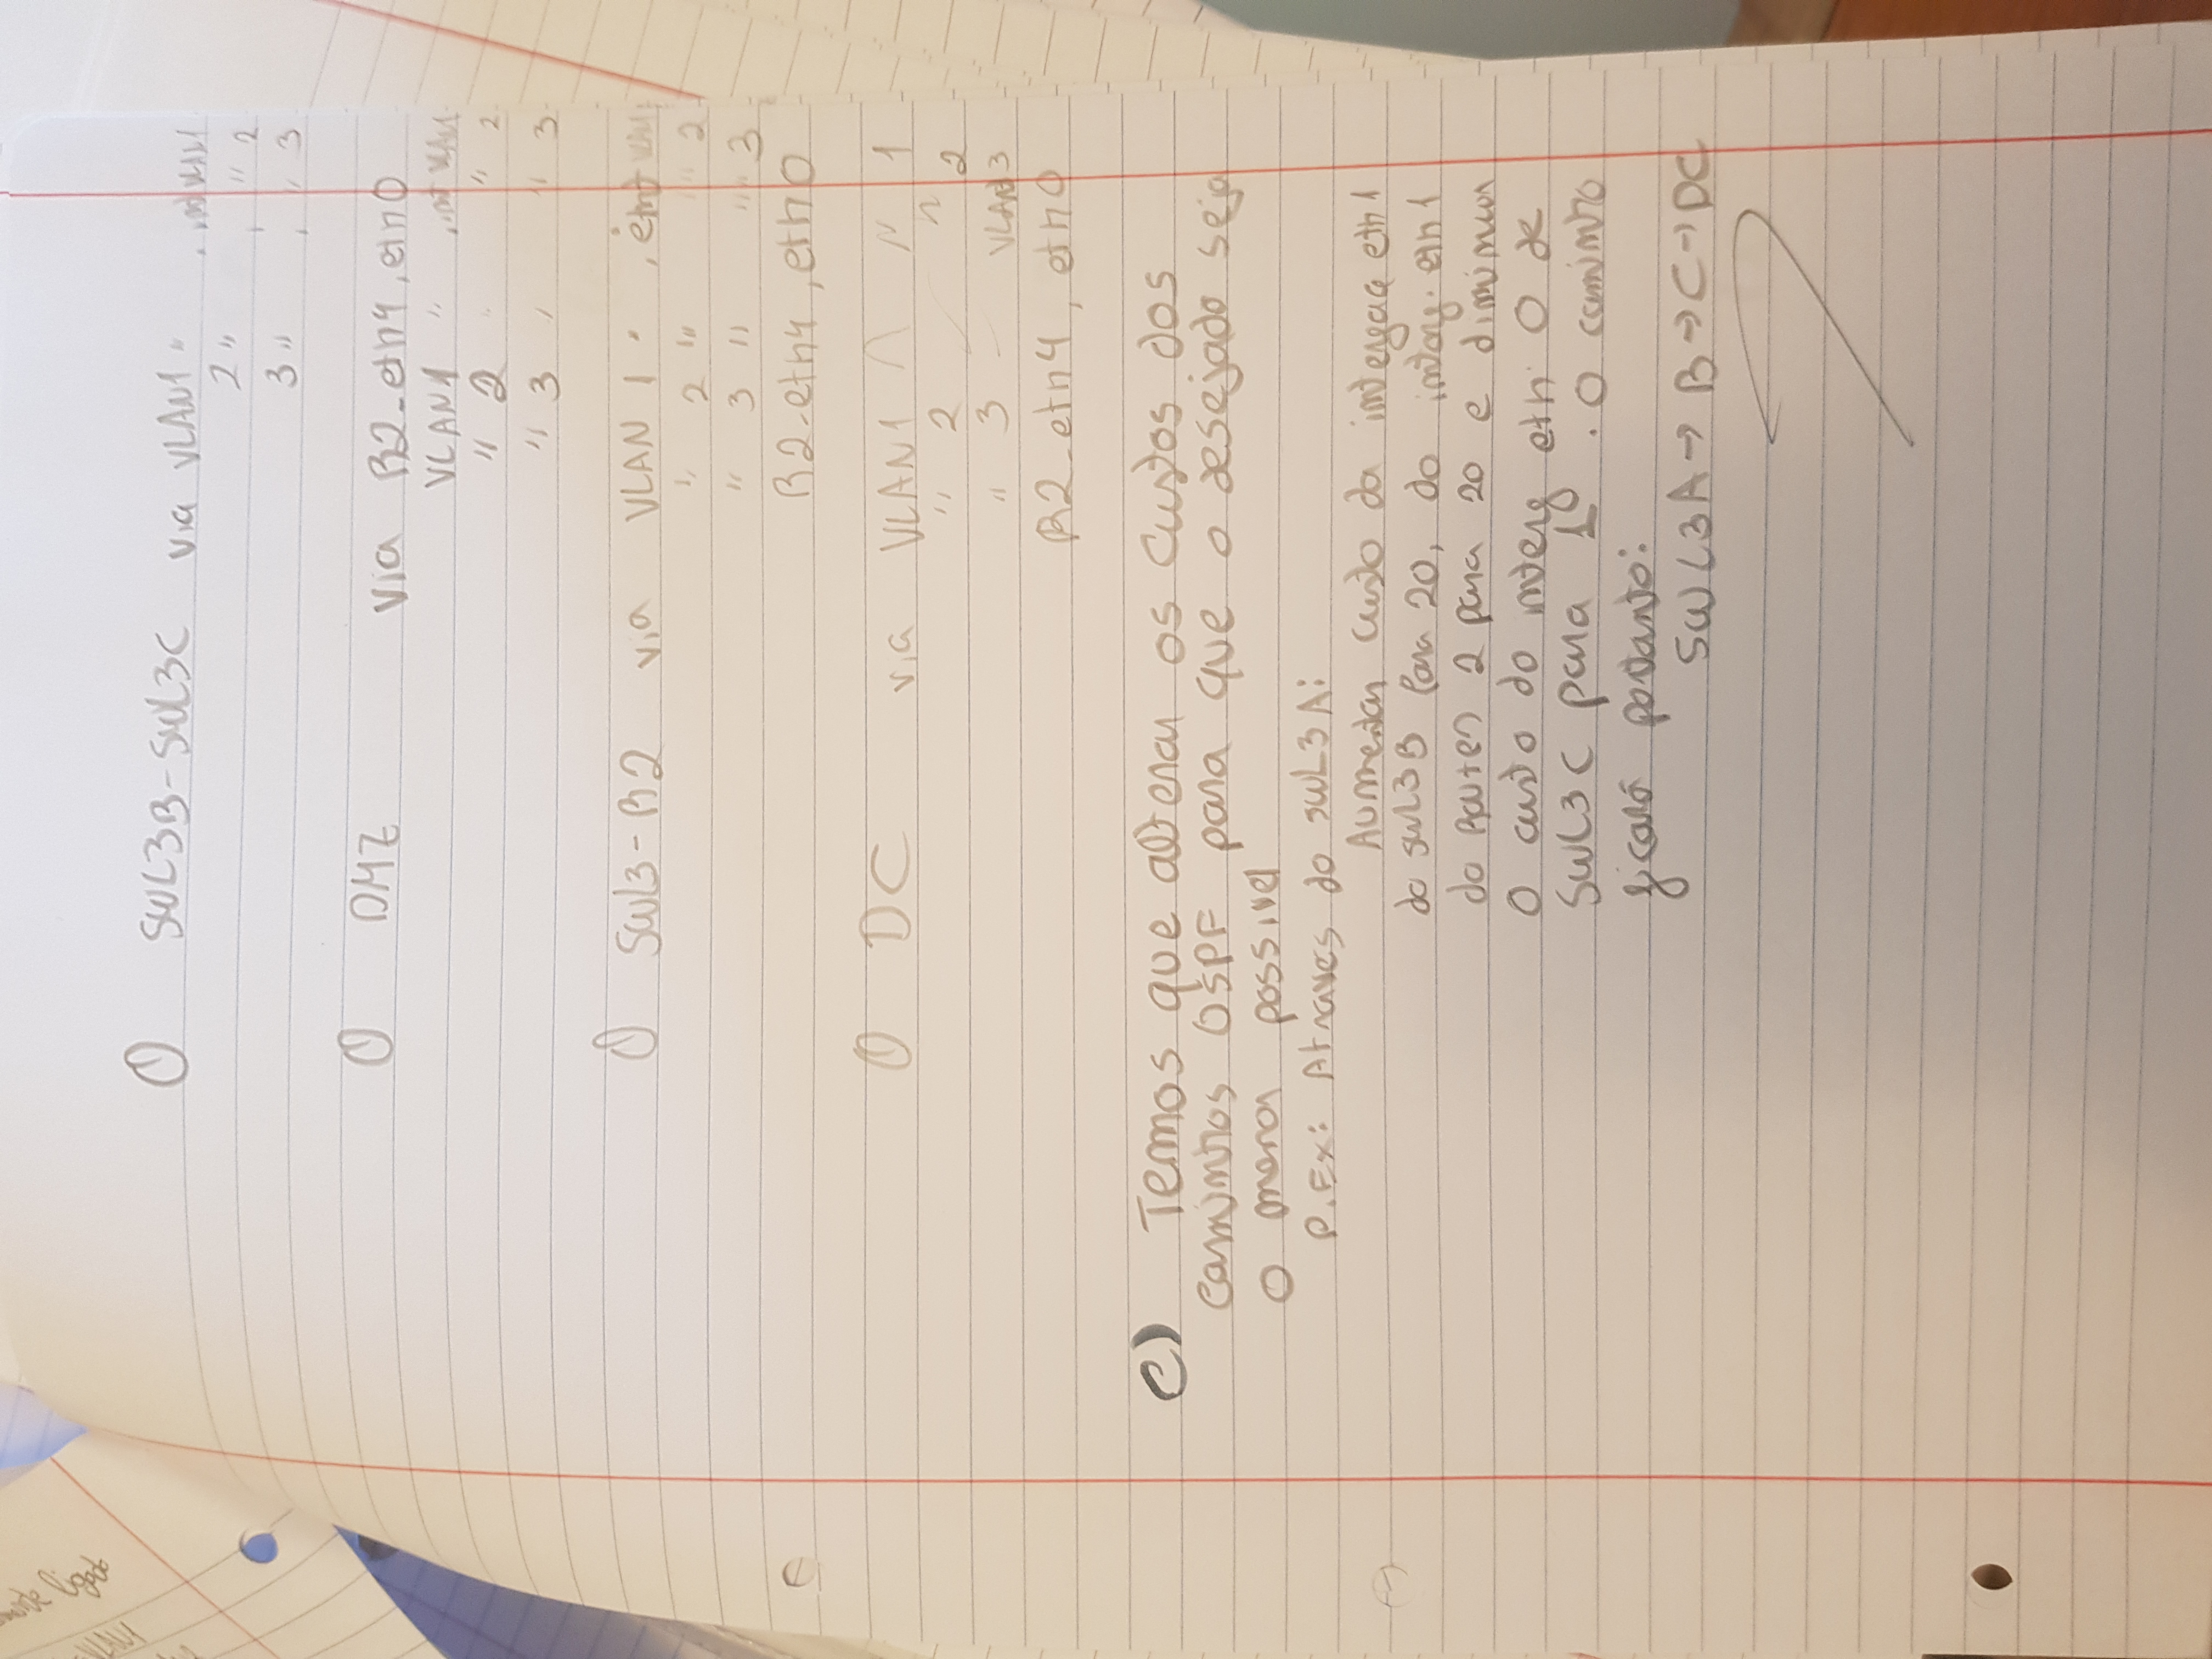 ligado
VLAN1
O SWL3B-SWL3C via VLAN1 " , int VLAN1
2 " , " 2
3 " , " 3
O DMZ via R2-eth4, eth0
VLAN1 " , int VLAN1
" 2 " " 2
" 3 " 3
O SWL3-R2 via VLAN 1 " , int VLAN
" 2 " " 2
" 3 " " 3
R2-eth4, eth0
O DC via VLAN1 " 1
" 2 " 2
" 3 VLAN3
R2-eth4, eth0
c) Temos que alterar os custos dos
caminhos OSPF para que o desejado seja
o menor possivel
P.Ex: Atraves do SWL3A:
Aumentar custo da interface eth1
do SWL3B para 20, do interf. eth1
do Router 2 para 20 e diminuir
o custo do interf eth 0 de
SWL3C para . O caminho
ficará portanto:
SWL3A → B → C → DC